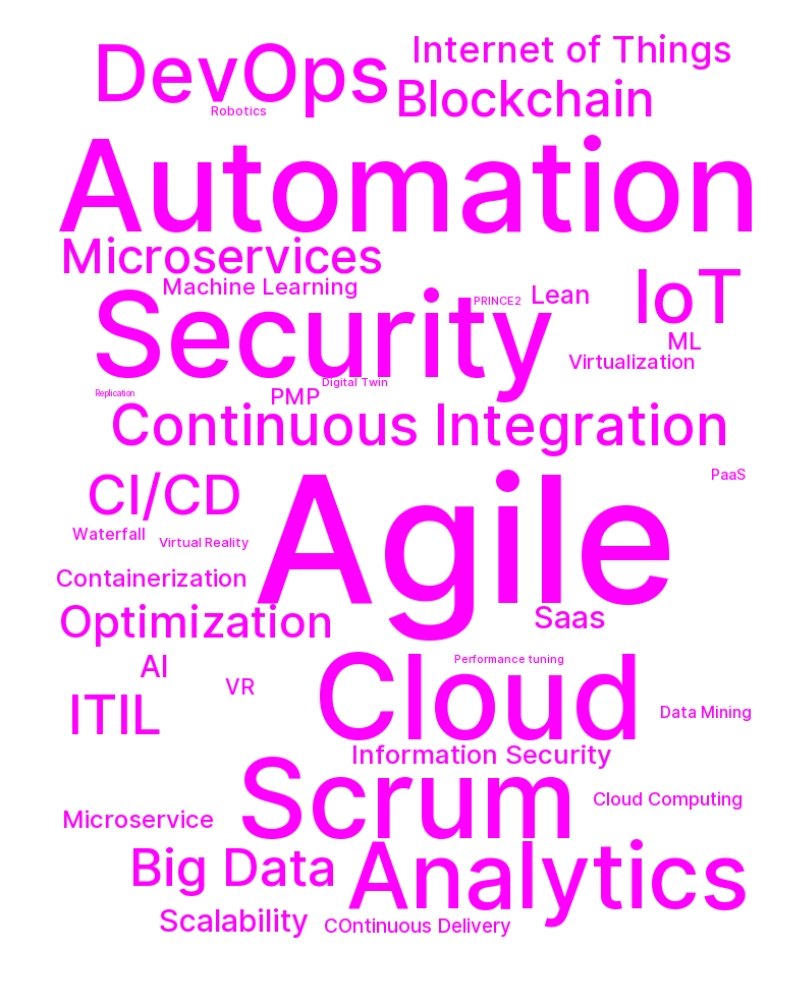 Internet of Things
DevOps
Blockchain
Robotics
Automation
Microservices
Machine Learning
IoT
PRINCE2
Lean
Security
ML
Virtualization
Digital Twin
Replication
PMP
Continuous Integration
PaaS
CI/CD
Agile
Waterfall
Virtual Reality
Containerization
Saas
Optimization
Performance tuning
AI
VR
Cloud
ITIL
Data Mining
Information Security
Scrum
Cloud Computing
Microservice
Big Data
Analytics
Scalability
COntinuous Delivery